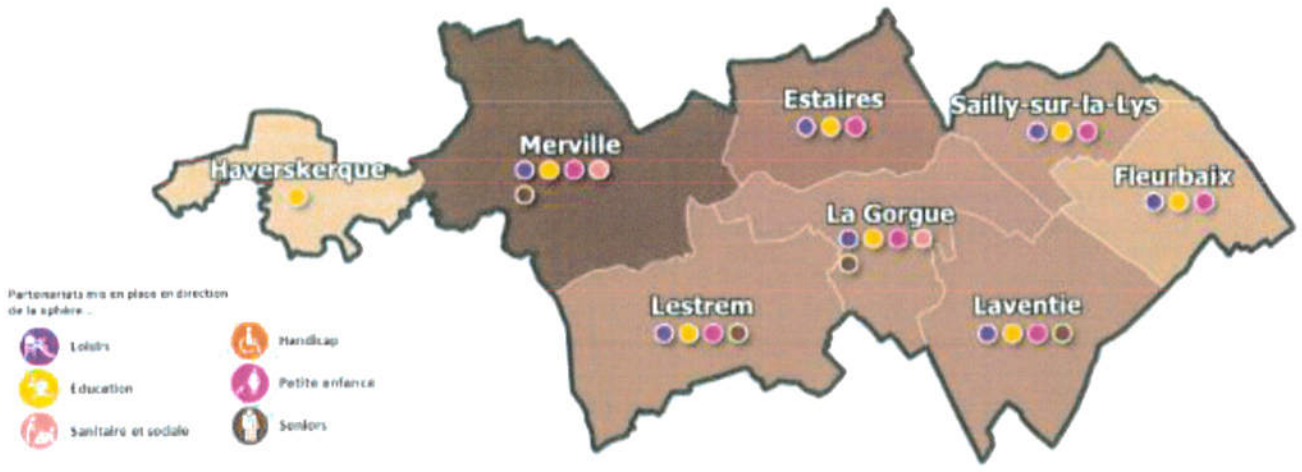 Estaires
Sailly-sur-la-Lys
Merville
Haverskerque
Fleurbaix
La Gorgue
Lestrem
Laventie
Partenariats mis en place en direction
de la sphère...
Loisirs
Éducation
Sanitaire et sociale
Handicap
Petite enfance
Seniors